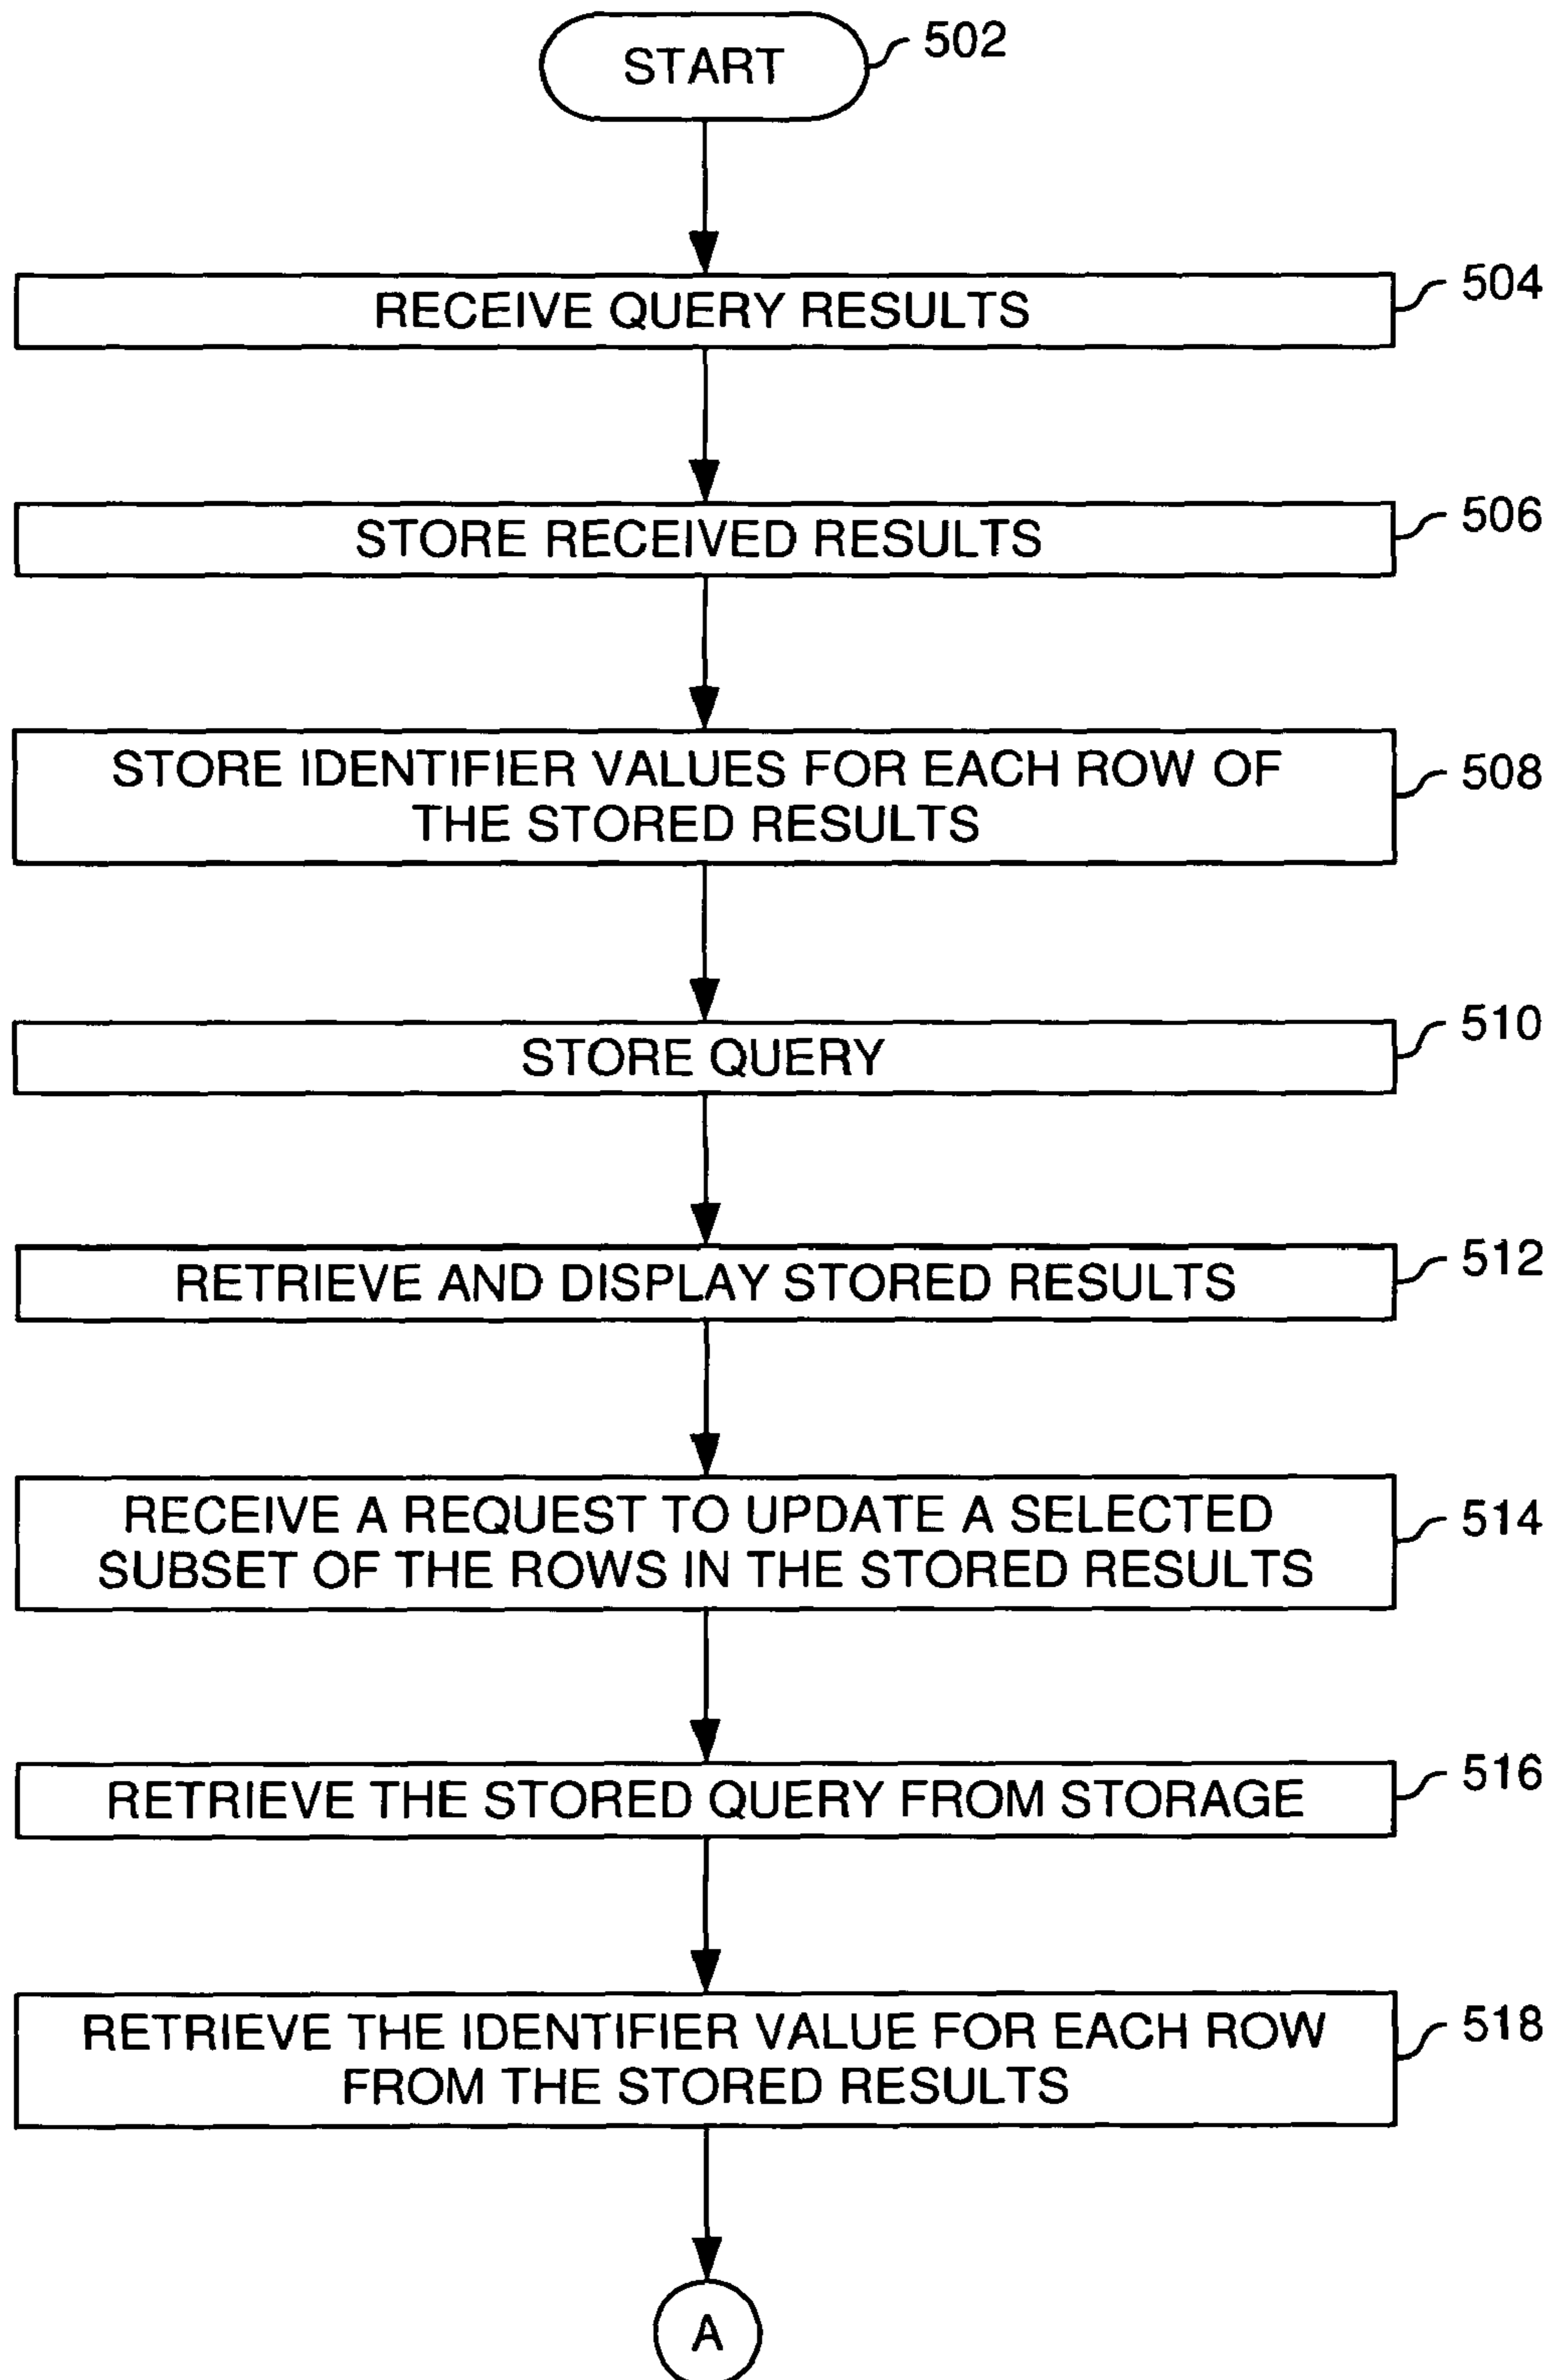 START
502
RECEIVE QUERY RESULTS
504
STORE RECEIVED RESULTS
506
STORE IDENTIFIER VALUES FOR EACH ROW OF
THE STORED RESULTS
508
STORE QUERY
510
RETRIEVE AND DISPLAY STORED RESULTS
512
RECEIVE A REQUEST TO UPDATE A SELECTED
SUBSET OF THE ROWS IN THE STORED RESULTS
514
RETRIEVE THE STORED QUERY FROM STORAGE
516
RETRIEVE THE IDENTIFIER VALUE FOR EACH ROW
FROM THE STORED RESULTS
518
A